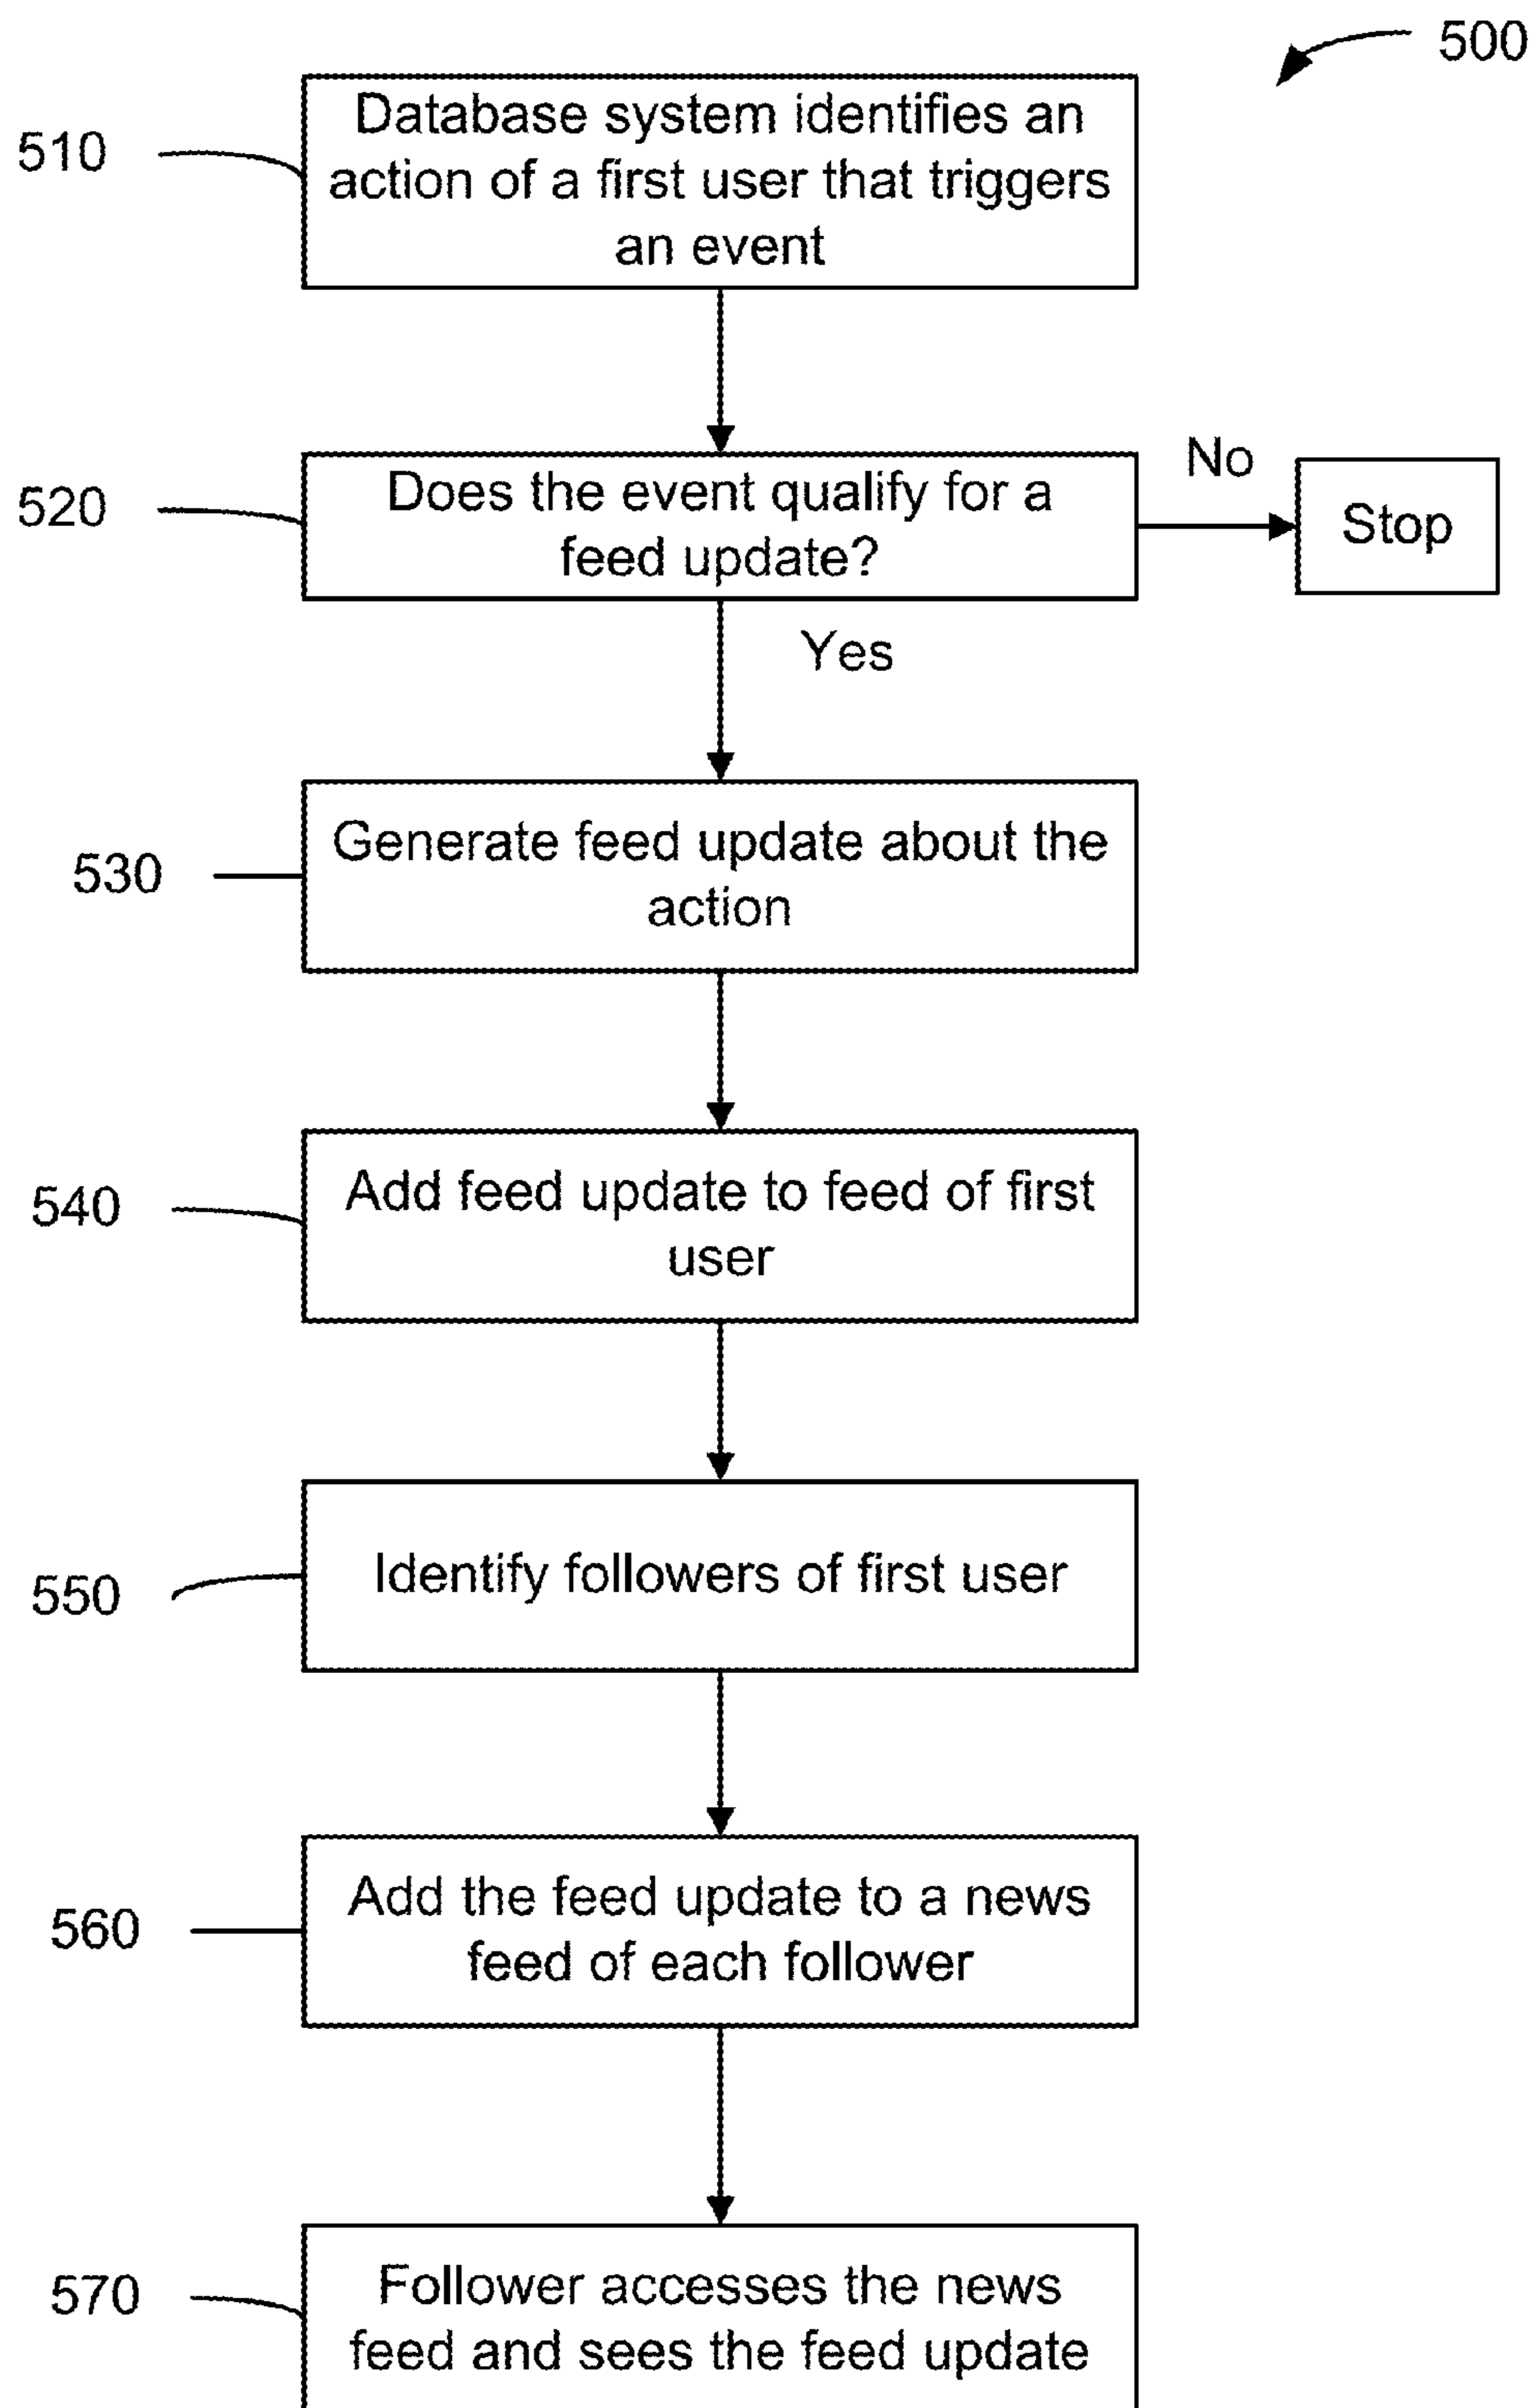 500
510
Database system identifies an
action of a first user that triggers
an event
520
Does the event qualify for a
feed update?
No
Stop
Yes
530
Generate feed update about the
action
540
Add feed update to feed of first
user
550
Identify followers of first user
560
Add the feed update to a news
feed of each follower
570
Follower accesses the news
feed and sees the feed update